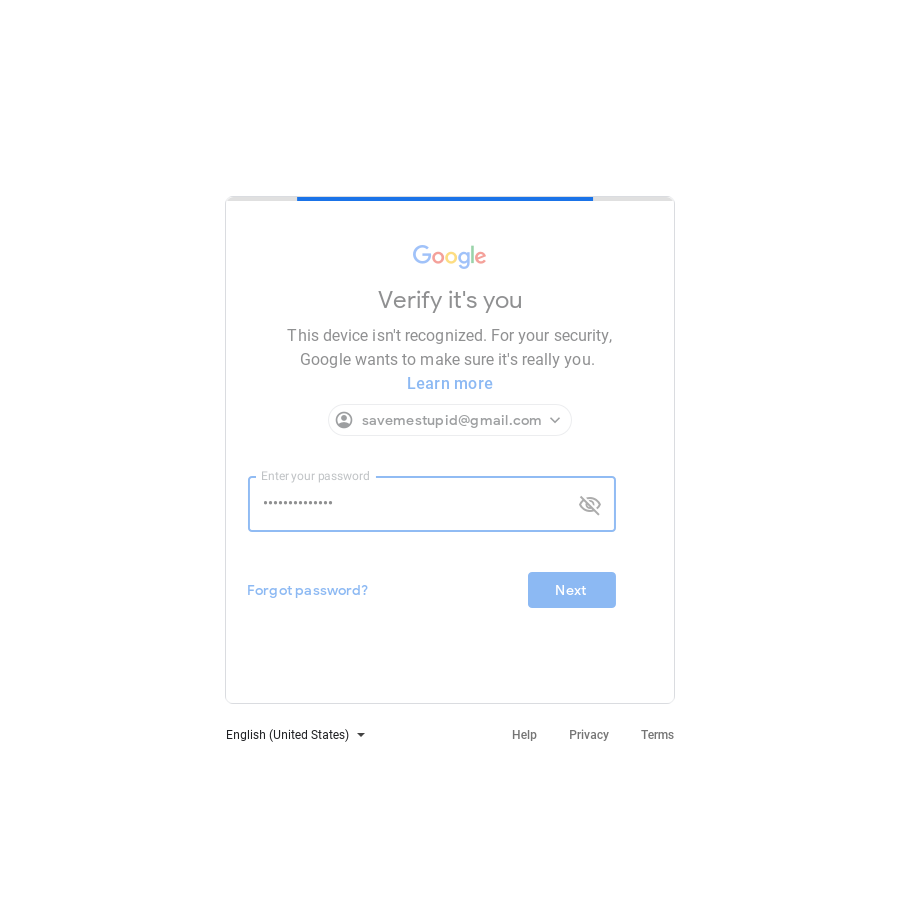 Google
Verify it's you
This device isn't recognized. For your security,
Google wants to make sure it's really you.
Learn more
savemestupid@gmail.com
Enter your password
••••••••••••••
Forgot password?
Next
English (United States)
Help
Privacy
Terms